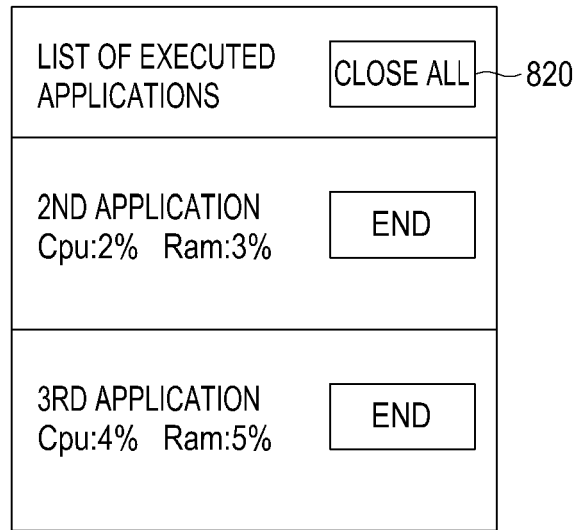 LIST OF EXECUTED
APPLICATIONS
CLOSE ALL
820
2ND APPLICATION
Cpu:2% Ram:3%
END
3RD APPLICATION
Cpu:4% Ram:5%
END